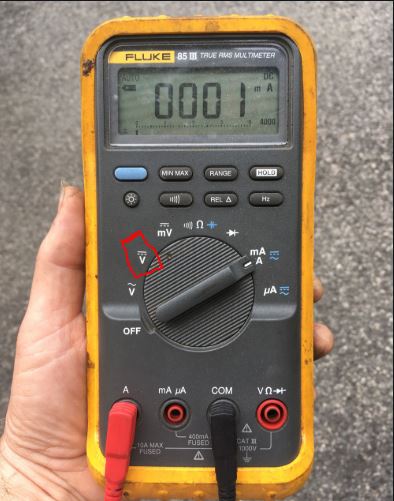 FLUKE 85 III TRUE RMS MULTIMETER
AUTO DC
0001 m A
4000
MIN MAX RANGE HOLD
REL Δ Hz
mV Ω
V mA
A
V µA
OFF
A mA µA COM V Ω
400mA
FUSED
10A MAX
FUSED
CAT III
1000V